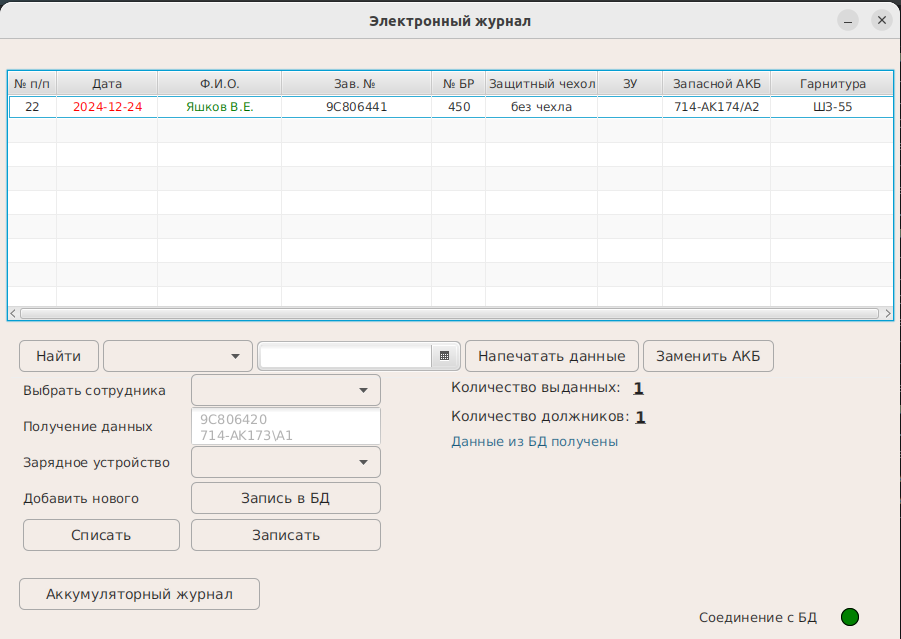 Электронный журнал
№ п/п Дата Ф.И.О. Зав. № № БР Защитный чехол ЗУ Запасной АКБ Гарнитура
22 2024-12-24 Яшков В.Е. 9С806441 450 без чехла 714-АК174/А2 ШЗ-55
Найти Напечатать данные Заменить АКБ
Выбрать сотрудника Количество выданных: 1
Получение данных 9С806420
714-АК173\А1
Количество должников: 1
Данные из БД получены
Зарядное устройство
Добавить нового Запись в БД
Списать Записать
Аккумуляторный журнал
Соединение с БД